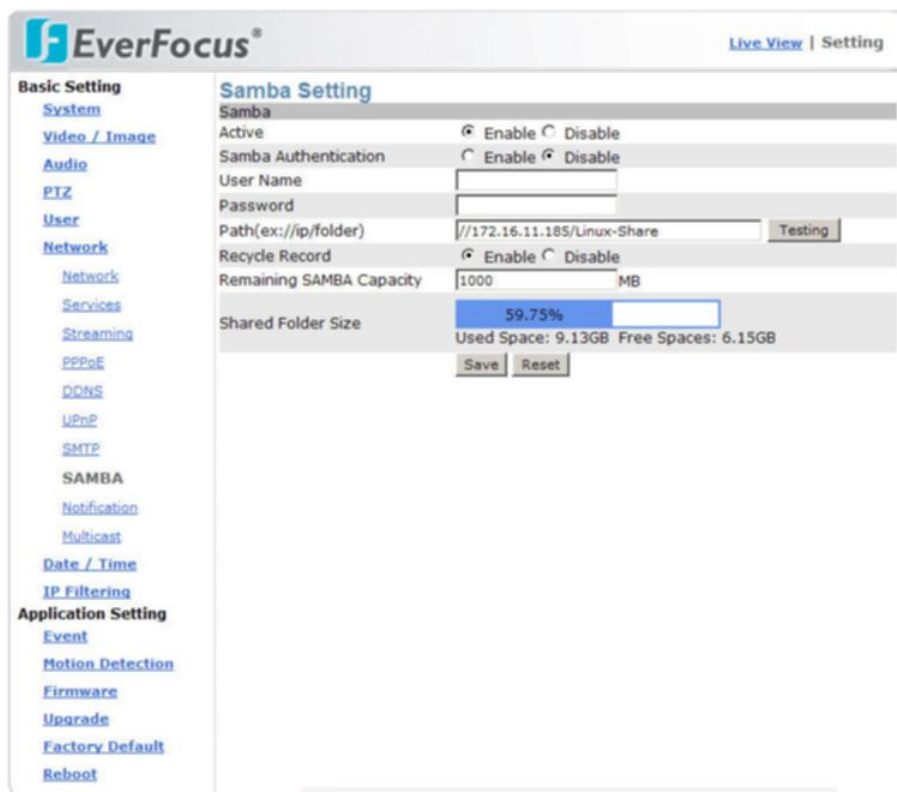 EverFocus®
Live View | Setting
Basic Setting
System
Video / Image
Audio
PTZ
User
Network
Network
Services
Streaming
PPPoE
DDNS
UPnP
SMTP
SAMBA
Notification
Multicast
Date / Time
IP Filtering
Application Setting
Event
Motion Detection
Firmware
Upgrade
Factory Default
Reboot
Samba Setting
Samba
Active Enable Disable
Samba Authentication Enable Disable
User Name
Password
Path(ex://ip/folder) //172.16.11.185/Linux-Share Testing
Recycle Record Enable Disable
Remaining SAMBA Capacity 1000 MB
Shared Folder Size 59.75%
Used Space: 9.13GB Free Spaces: 6.15GB
Save Reset